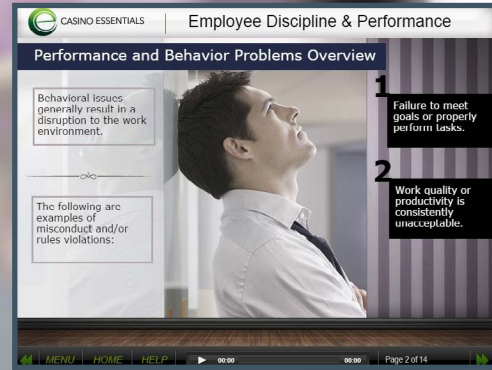 CASINO ESSENTIALS
Employee Discipline & Performance
Performance and Behavior Problems Overview
Behavioral issues
generally result in a
disruption to the work
environment.
The following are
examples of
misconduct and/or
rules violations:
1
Failure to meet
goals or properly
perform tasks.
2
Work quality or
productivity is
consistently
unacceptable.
MENU HOME HELP 00:00 00:00 Page 2 of 14